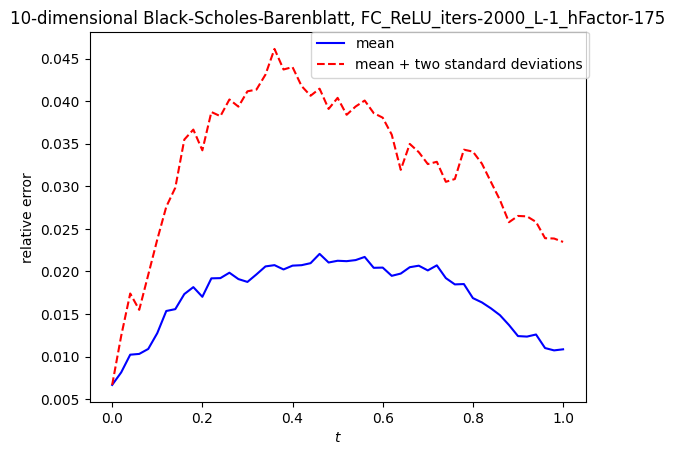 10-dimensional Black-Scholes-Barenblatt, FC_ReLU_iters-2000_L-1_hFactor-175
mean
mean + two standard deviations
relative error
0.045
0.040
0.035
0.030
0.025
0.020
0.015
0.010
0.005
0.0 0.2 0.4 0.6 0.8 1.0
t